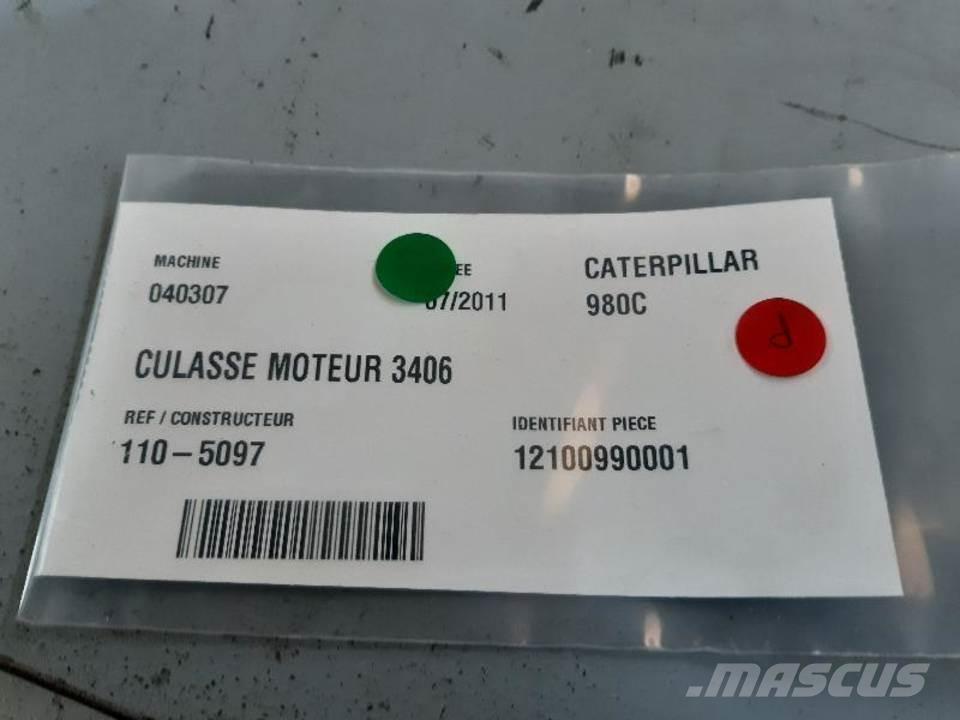 MACHINE
040307
07/2011
CATERPILLAR
980C
CULASSE MOTEUR 3406
REF / CONSTRUCTEUR
110-5097
IDENTIFIANT PIECE
12100990001
MASCUS